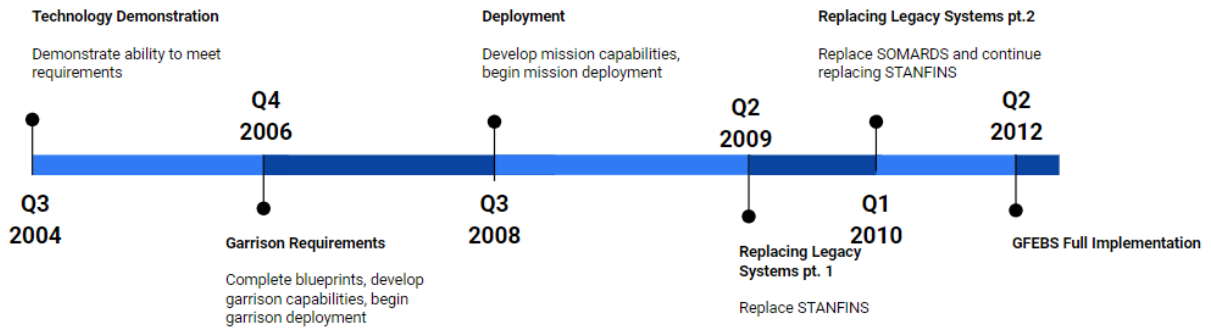 Technology Demonstration
Demonstrate ability to meet
requirements
Q3
2004
Q4
2006
Garrison Requirements
Complete blueprints, develop
garrison capabilities, begin
garrison deployment
Deployment
Develop mission capabilities,
begin mission deployment
Q3
2008
Q2
2009
Replacing Legacy
Systems pt. 1
Replace STANFINS
Replacing Legacy Systems pt.2
Replace SOMARDS and continue
replacing STANFINS
Q1
2010
Q2
2012
GFEBS Full Implementation